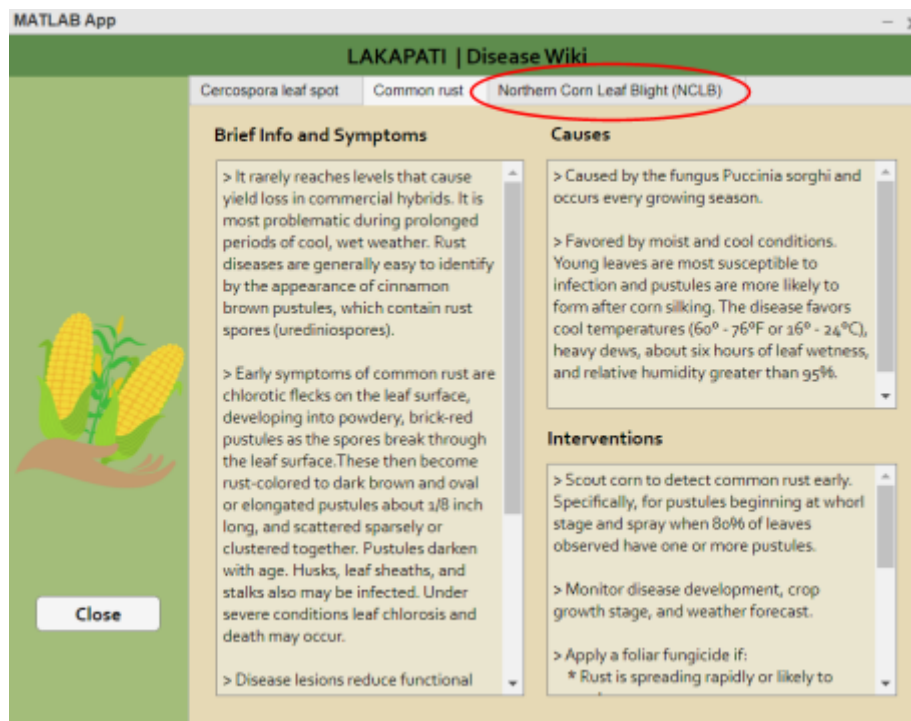 MATLAB App
LAKAPATI | Disease Wiki
Cercospora leaf spot
Common rust
Northern Corn Leaf Blight (NCLB)
Brief Info and Symptoms
> It rarely reaches levels that cause
yield loss in commercial hybrids. It is
most problematic during prolonged
periods of cool, wet weather. Rust
diseases are generally easy to identify
by the appearance of cinnamon
brown pustules, which contain rust
spores (urediniospores).
> Early symptoms of common rust are
chlorotic flecks on the leaf surface,
developing into powdery, brick-red
pustules as the spores break through
the leaf surface.These then become
rust-colored to dark brown and oval
or elongated pustules about 1/8 inch
long, and scattered sparsely or
clustered together. Pustules darken
with age. Husks, leaf sheaths, and
stalks also may be infected. Under
severe conditions leaf chlorosis and
death may occur.
> Disease lesions reduce functional
Causes
> Caused by the fungus Puccinia sorghi and
occurs every growing season.
> Favored by moist and cool conditions.
Young leaves are most susceptible to
infection and pustules are more likely to
form after corn silking. The disease favors
cool temperatures (60º - 76ºF or 16º - 24ºC),
heavy dews, about six hours of leaf wetness,
and relative humidity greater than 95%.
Interventions
> Scout corn to detect common rust early.
Specifically, for pustules beginning at whorl
stage and spray when 80% of leaves
observed have one or more pustules.
> Monitor disease development, crop
growth stage, and weather forecast.
> Apply a foliar fungicide if:
* Rust is spreading rapidly or likely to
Close